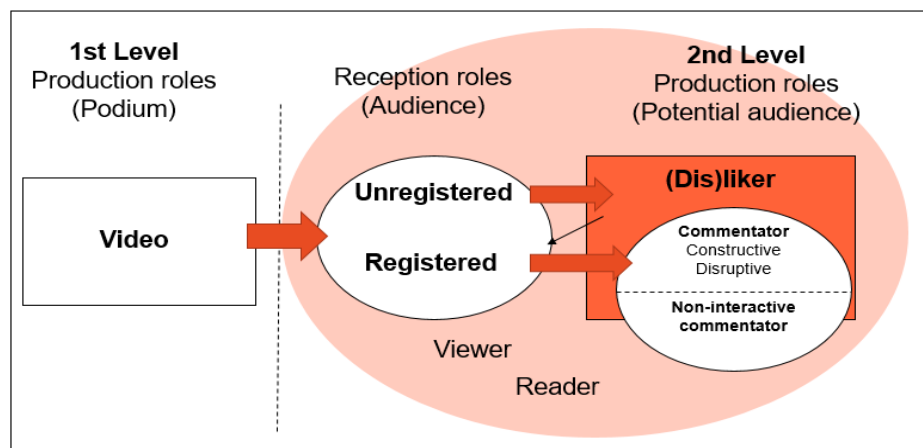 1st Level
Production roles
(Podium)
Reception roles
(Audience)
2nd Level
Production roles
(Potential audience)
Video
Unregistered
Registered
(Dis)liker
Commentator
Constructive
Disruptive
Non-interactive
commentator
Viewer
Reader